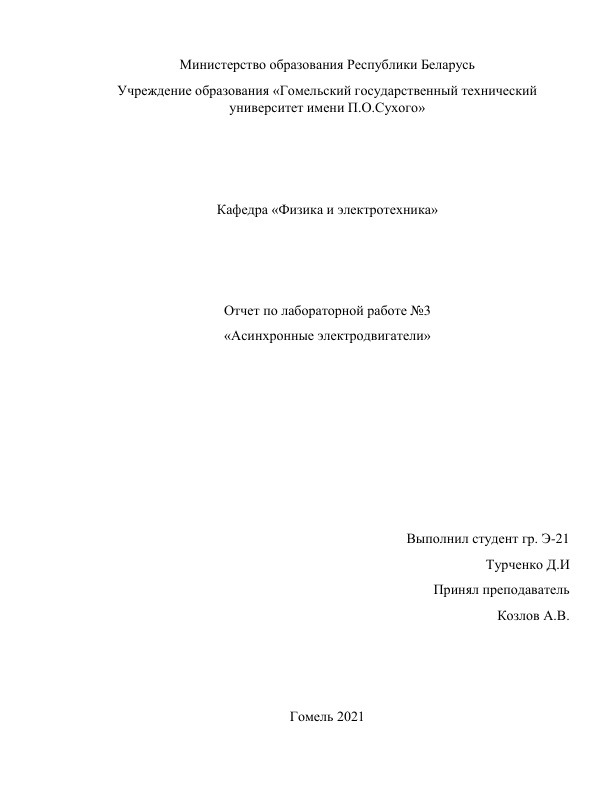 Министерство образования Республики Беларусь
Учреждение образования «Гомельский государственный технический
университет имени П.О.Сухого»
Кафедра «Физика и электротехника»
Отчет по лабораторной работе №3
«Асинхронные электродвигатели»
Выполнил студент гр. Э-21
Турченко Д.И
Принял преподаватель
Козлов А.В.
Гомель 2021